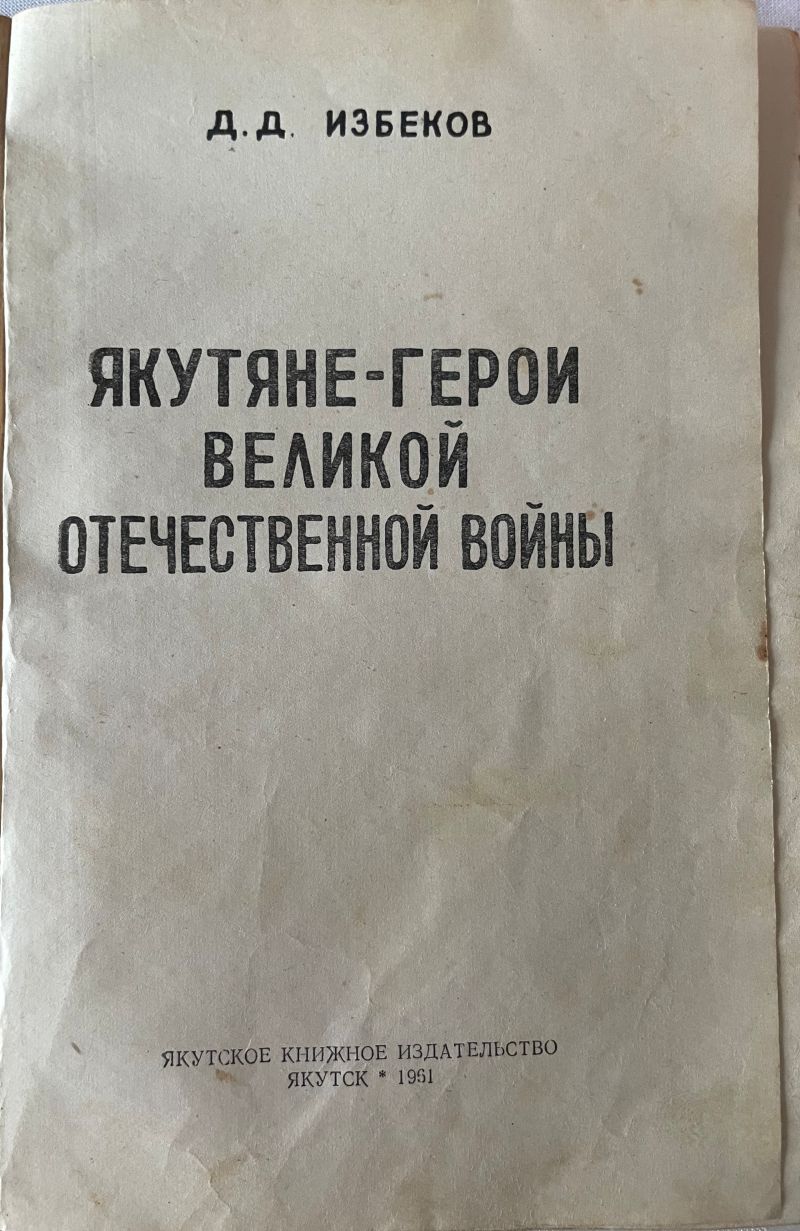 Д. Д. ИЗБЕКОВ
ЯКУТЯНЕ-ГЕРОИ
ВЕЛИКОЙ
ОТЕЧЕСТВЕННОЙ ВОЙНЫ
ЯКУТСКОЕ КНИЖНОЕ ИЗДАТЕЛЬСТВО
ЯКУТСК * 1961